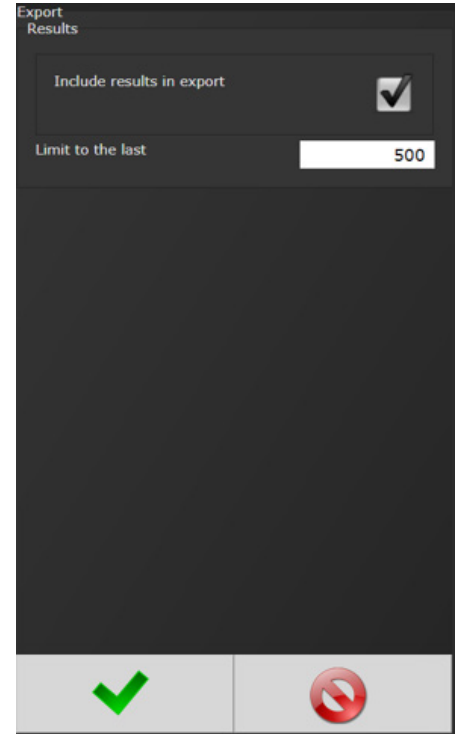 Export
Results
Include results in export
Limit to the last 500